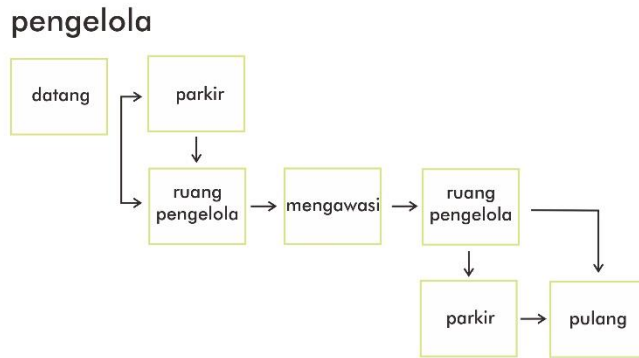 pengelola
datang
parkir
ruang
pengelola
mengawasi
ruang
pengelola
parkir
pulang